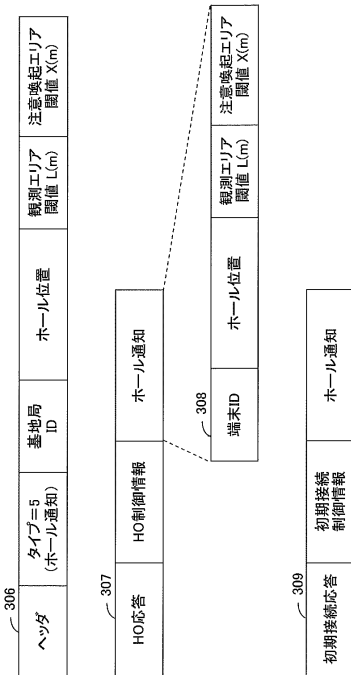 306
ヘッダ
タイプ=5
(ホール通知)
基地局
ID
ホール位置
観測エリア
閾値 L(m)
注意喚起エリア
閾値 X(m)
307
HO応答
HO制御情報
ホール通知
308
端末ID
ホール位置
観測エリア
閾値 L(m)
注意喚起エリア
閾値 X(m)
309
初期接続応答
初期接続
制御情報
ホール通知